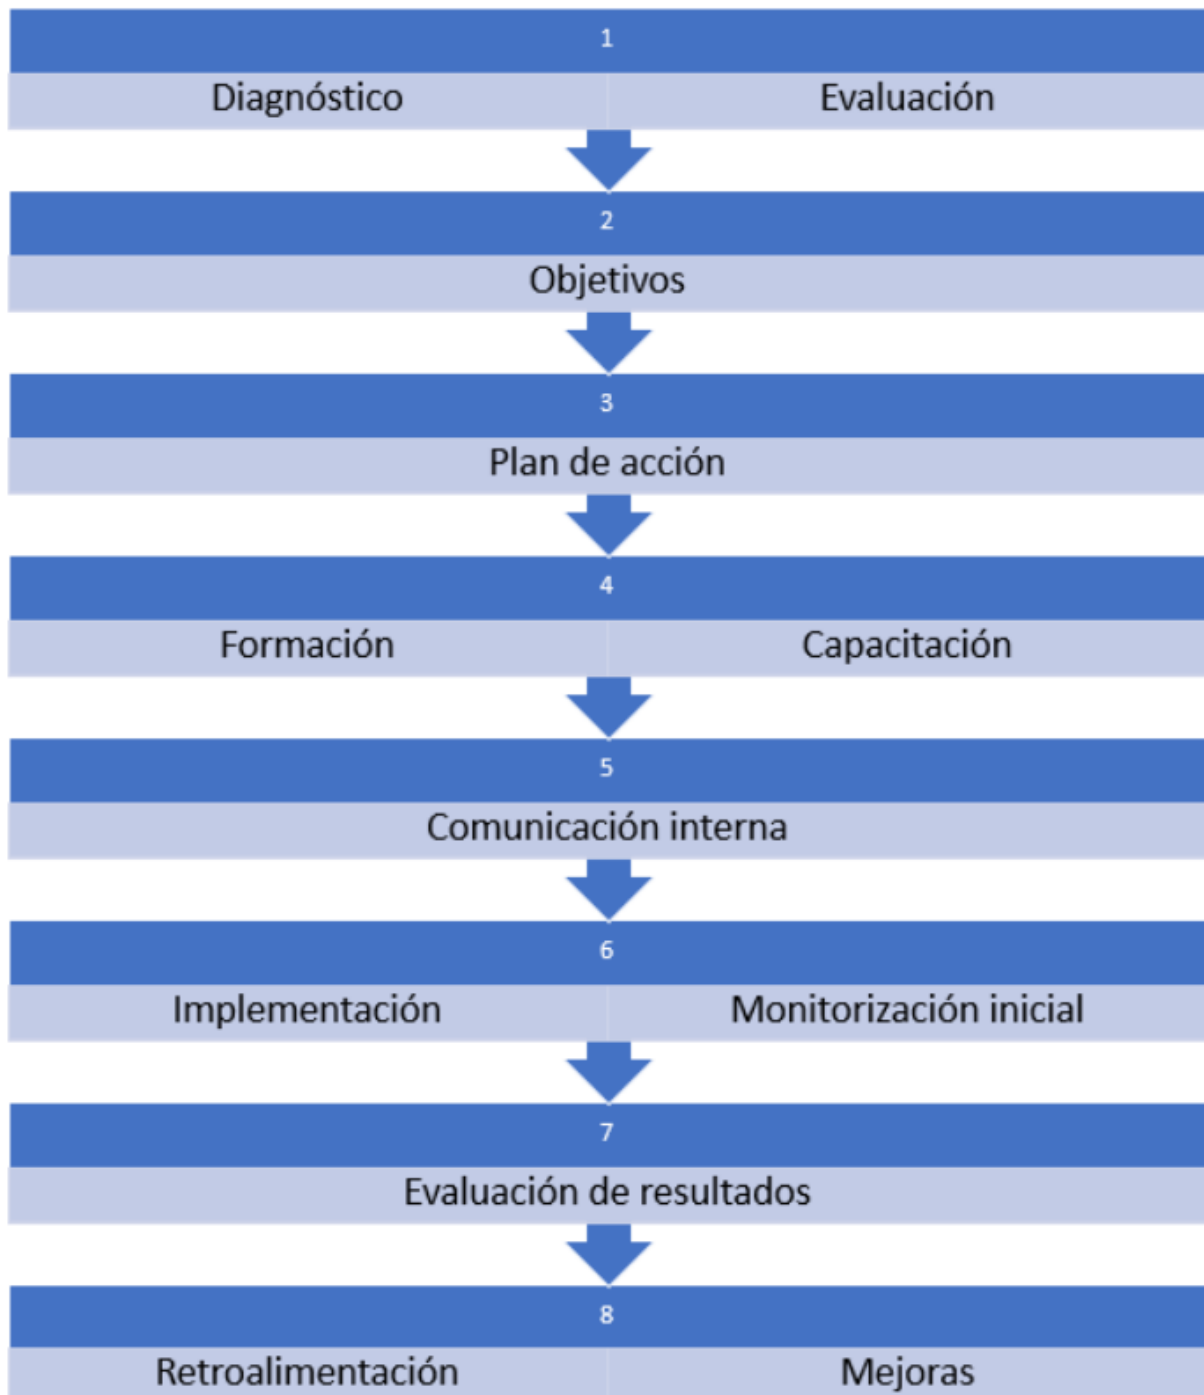 1
Diagnóstico Evaluación
2
Objetivos
3
Plan de acción
4
Formación Capacitación
5
Comunicación interna
6
Implementación Monitorización inicial
7
Evaluación de resultados
8
Retroalimentación Mejoras